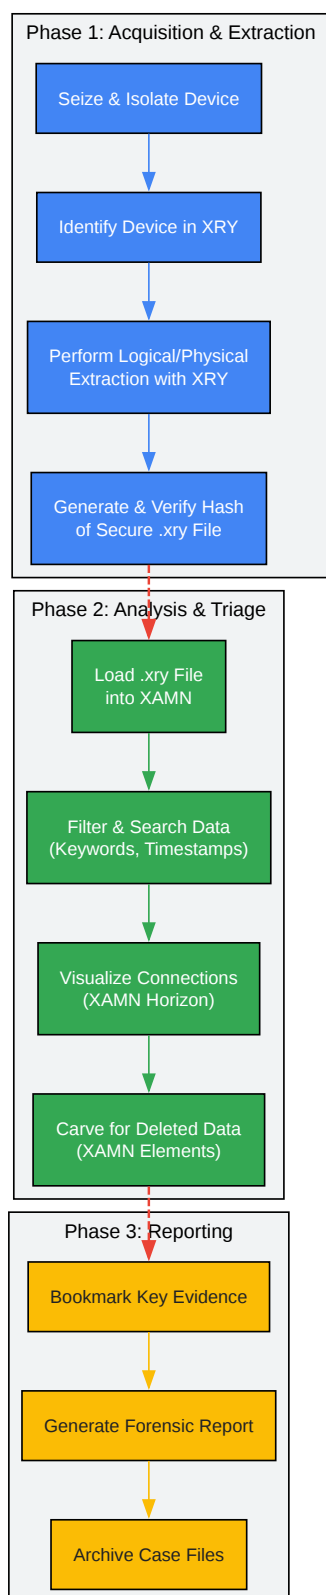 Phase 1: Acquisition & Extraction
Seize & Isolate Device
Identify Device in XRY
Perform Logical/Physical
Extraction with XRY
Generate & Verify Hash
of Secure .xry File
Phase 2: Analysis & Triage
Load .xry File
into XAMN
Filter & Search Data
(Keywords, Timestamps)
Visualize Connections
(XAMN Horizon)
Carve for Deleted Data
(XAMN Elements)
Phase 3: Reporting
Bookmark Key Evidence
Generate Forensic Report
Archive Case Files